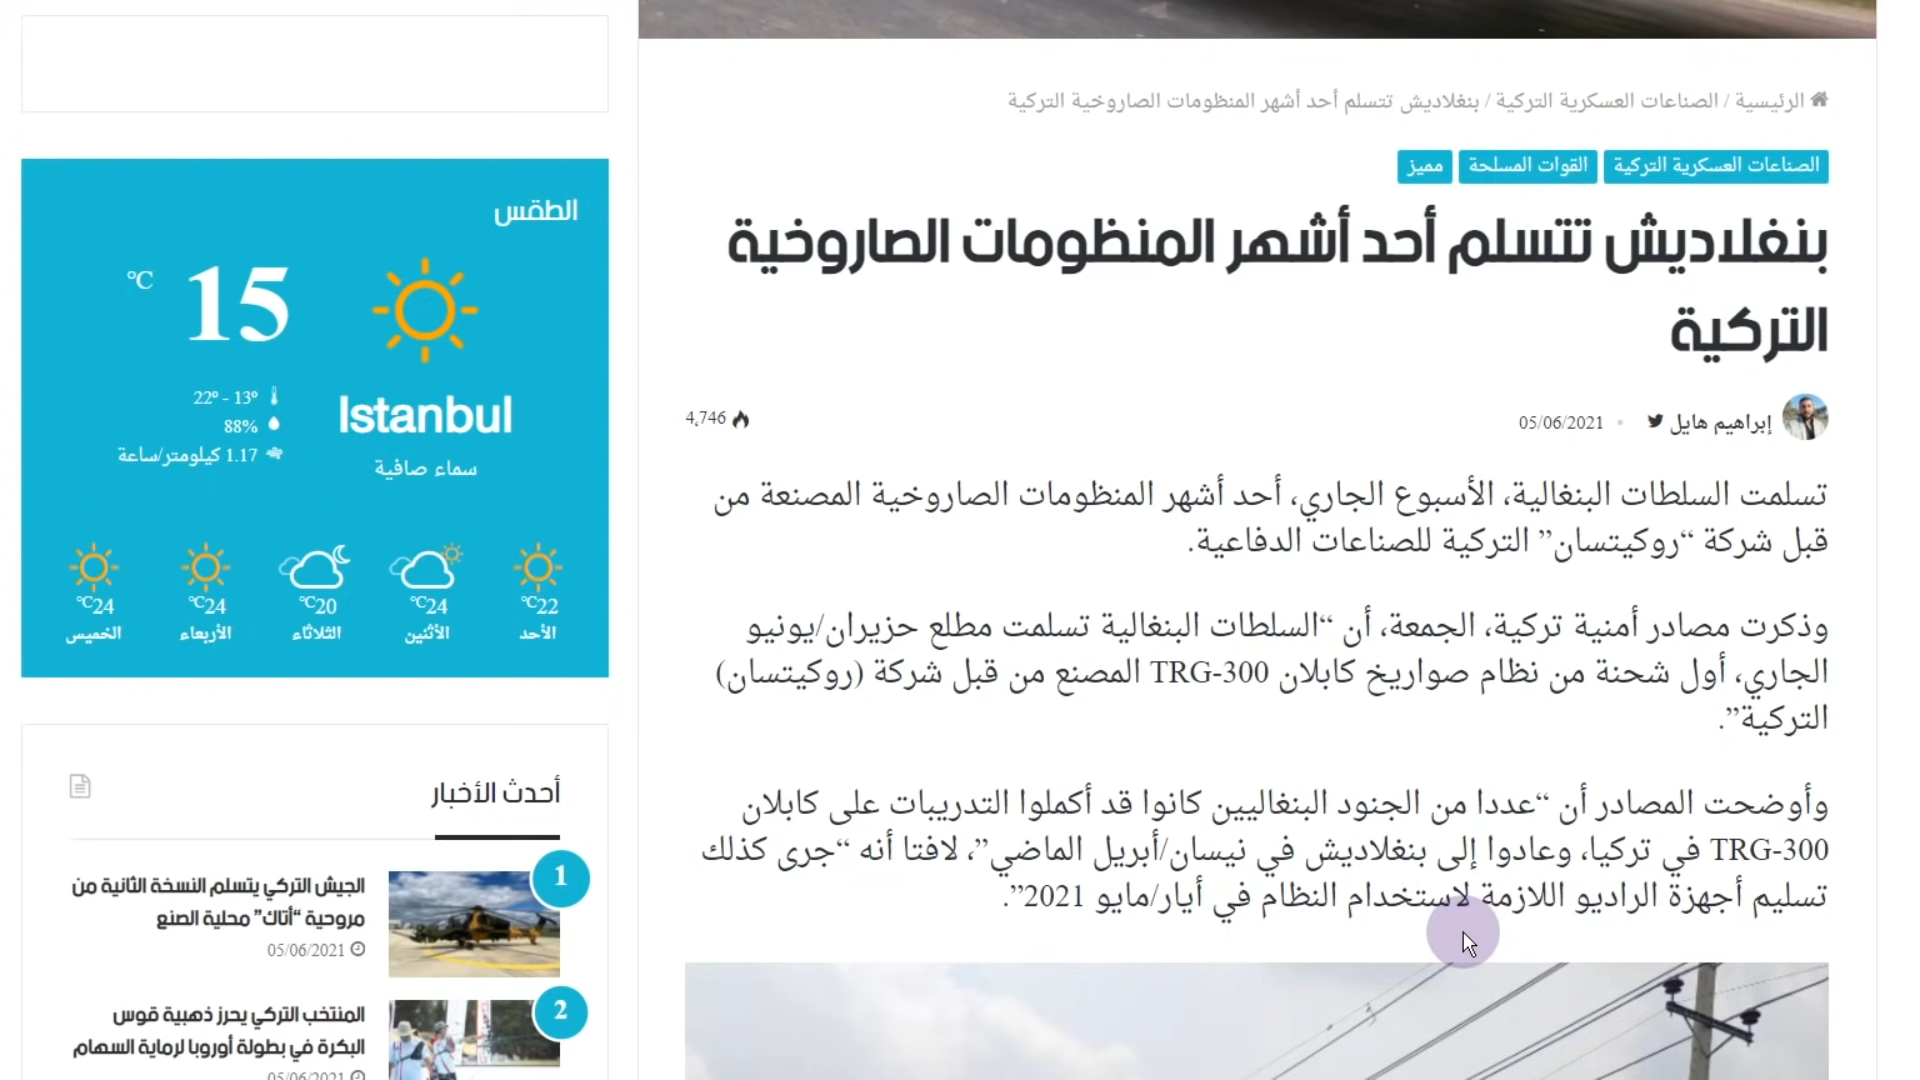 الرئيسية / الصناعات العسكرية التركية / بنغلاديش تتسلم أحد أشهر المنظومات الصاروخية التركية
الصناعات العسكرية التركية القوات المسلحة مميز
بنغلاديش تتسلم أحد أشهر المنظومات الصاروخية
التركية
إبراهيم هايل • 05/06/2021 4,746
تسلمت السلطات البنغالية، الأسبوع الجاري، أحد أشهر المنظومات الصاروخية المصنعة من
قبل شركة “روكيتسان” التركية للصناعات الدفاعية.
وذكرت مصادر أمنية تركية، الجمعة، أن “السلطات البنغالية تسلمت مطلع حزيران/يونيو
الجاري، أول شحنة من نظام صواريخ كابلان TRG-300 المصنع من قبل شركة (روكيتسان)
التركية”.
وأوضحت المصادر أن “عددا من الجنود البنغاليين كانوا قد أكملوا التدريبات على كابلان
TRG-300 في تركيا، وعادوا إلى بنغلاديش في نيسان/أبريل الماضي”، لافتا أنه “جرى كذلك
تسليم أجهزة الراديو اللازمة لاستخدام النظام في أيار/مايو 2021”.
الطقس
15 ℃
22º - 13º
88%
1.17 كيلومتر/ساعة
Istanbul
سماء صافية
22℃ 24℃ 20℃ 24℃ 24℃
الأحد الأثنين الثلاثاء الأربعاء الخميس
أحدث الأخبار
1
الجيش التركي يتسلم النسخة الثانية من
مروحية “أتاك” محلية الصنع
05/06/2021
2
المنتخب التركي يحرز ذهبية قوس
البكرة في بطولة أوروبا لرماية السهام
05/06/2021